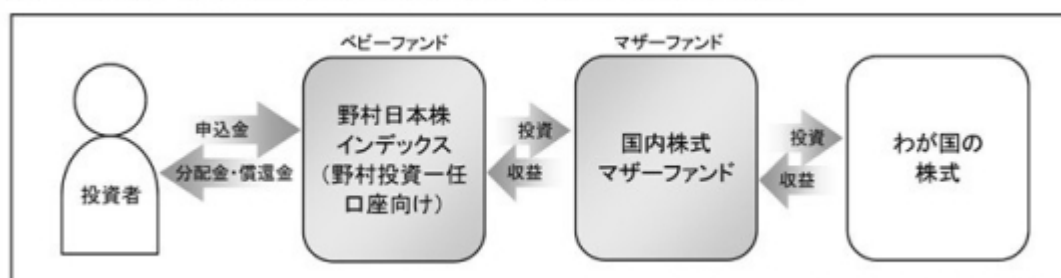 ベビーファンド
マザーファンド
申込金
分配金・償還金
投資者
野村日本株
インデックス
(野村投資一任
口座向け)
投資
収益
国内株式
マザーファンド
投資
収益
わが国の
株式